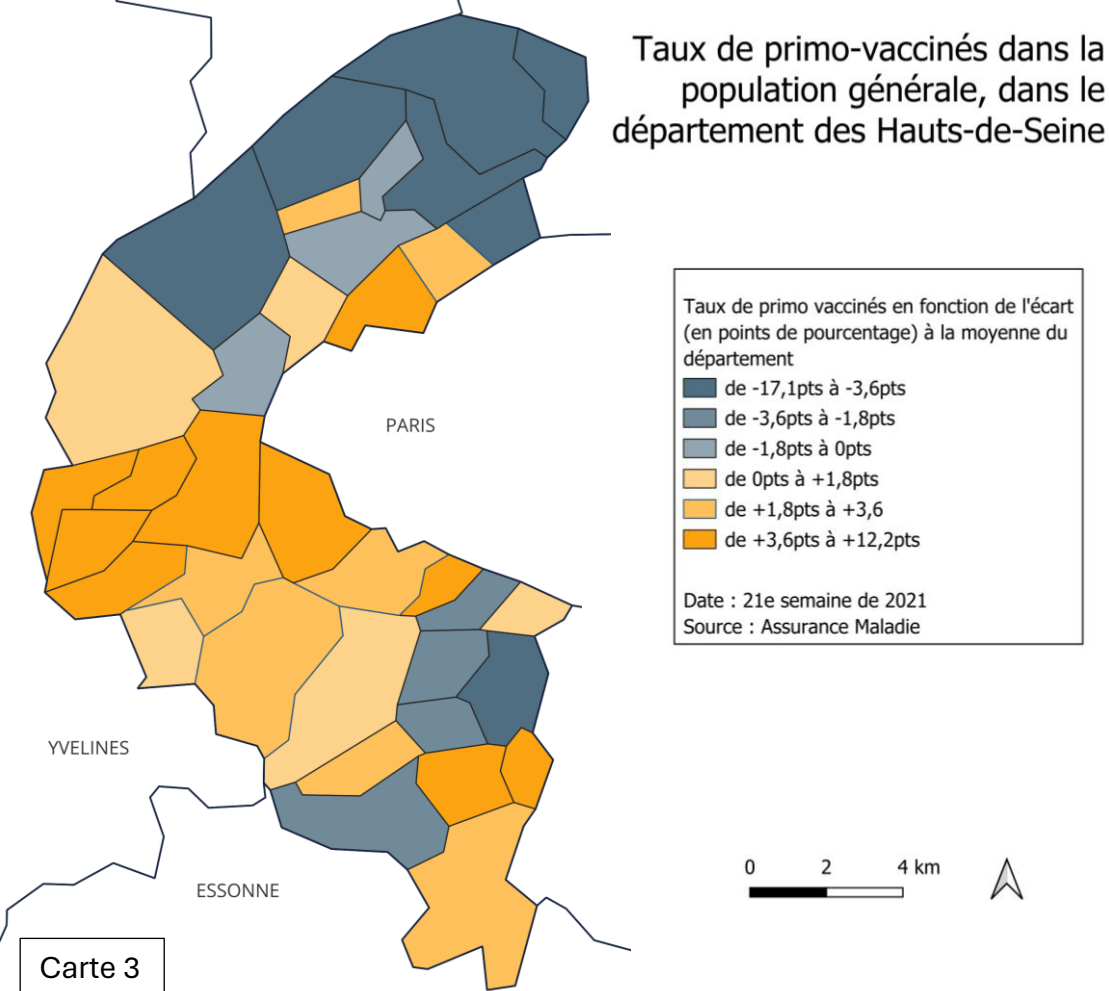 Taux de primo-vaccinés dans la
population générale, dans le
département des Hauts-de-Seine
Taux de primo vaccinés en fonction de l'écart
(en points de pourcentage) à la moyenne du
département
de -17,1pts à -3,6pts
de -3,6pts à -1,8pts
de -1,8pts à 0pts
de 0pts à +1,8pts
de +1,8pts à +3,6
de +3,6pts à +12,2pts
Date : 21e semaine de 2021
Source : Assurance Maladie
PARIS
YVELINES
ESSONNE
0 2 4 km
Carte 3